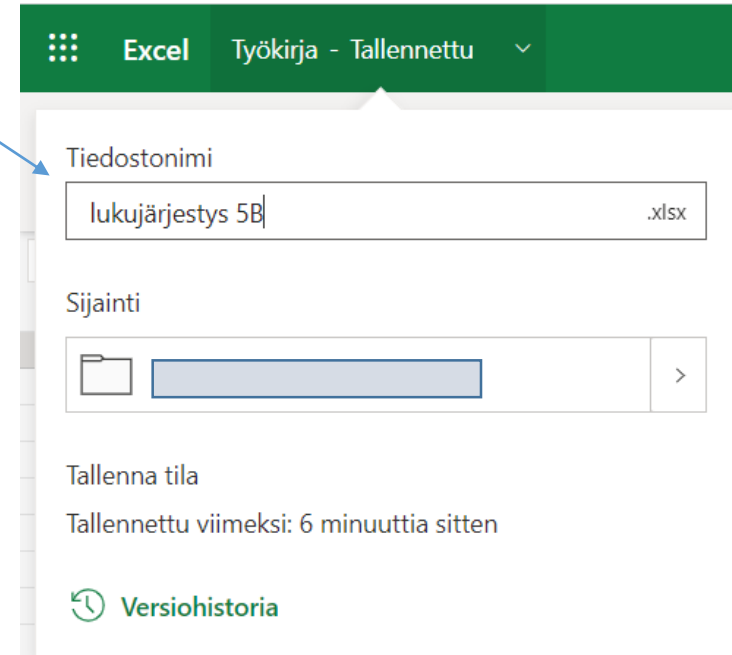 Excel Työkirja - Tallennettu
Tiedostonimi
lukujärjestys 5B .xlsx
Sijainti
Tallenna tila
Tallennettu viimeksi: 6 minuuttia sitten
Versiohistoria